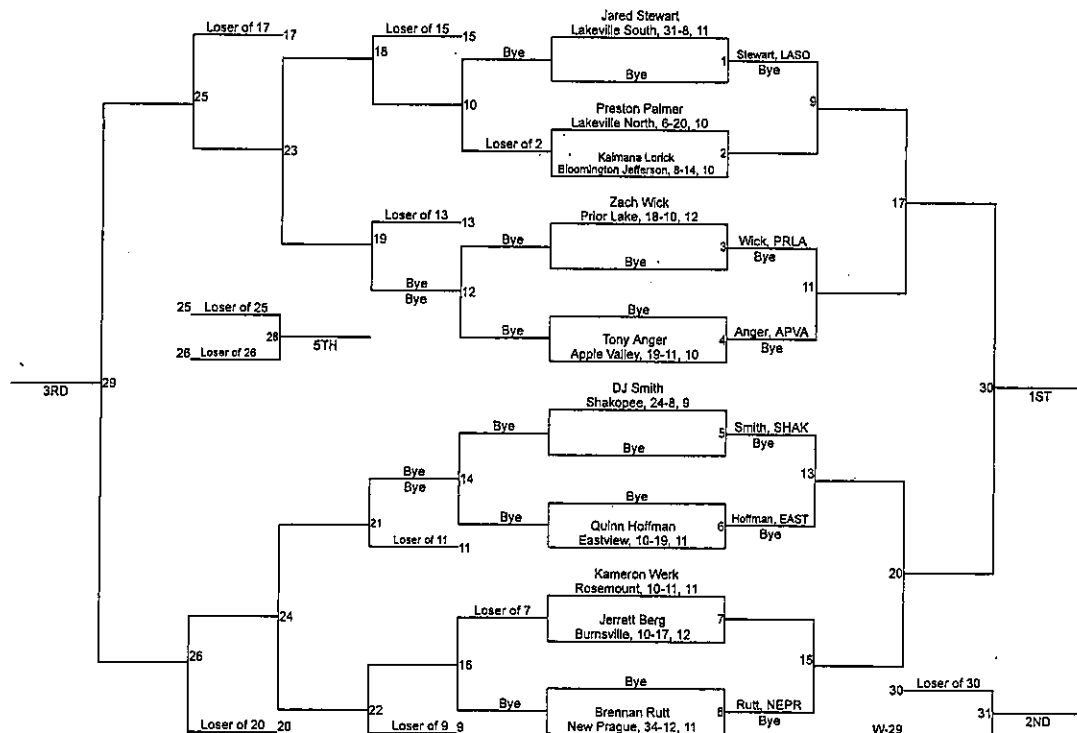 Jared Stewart
Loser of 17
17
Loser of 15
15
Lakeville South, 31-8, 11
18
Bye
1
Stewart, LASO
Bye
Bye
25
10
9
Preston Palmer
Lakeville North, 6-20, 10
23
Loser of 2
Kalmana Lorick
2
Bloomington Jefferson, 8-14, 10
Zach Wick
17
Loser of 13
13
Prior Lake, 18-10, 12
19
Bye
3
Wick, PRLA
Bye
Bye
Bye
12
11
Bye
25
Loser of 25
Bye
28
Bye
Tony Anger
4
Anger, APVA
26
Loser of 26
5TH
Apple Valley, 19-11, 10
Bye
DJ Smith
3RD
29
Shakopee, 24-8, 9
30
1ST
Bye
5
Smith, SHAK
Bye
Bye
Bye
14
13
Bye
Bye
21
Bye
Quinn Hoffman
6
Hoffman, EAST
Loser of 11
11
Eastview, 10-19, 11
Bye
Kameron Werk
20
Rosemount, 10-11, 11
24
Loser of 7
Jerrett Berg
7
Burnsville, 10-17, 12
26
16
15
Bye
30
Loser of 30
22
Bye
Brennan Rutt
8
Rutt, NEPR
31
Loser of 20
20
Loser of 9
9
New Prague, 34-12, 11
Bye
W-29
2ND